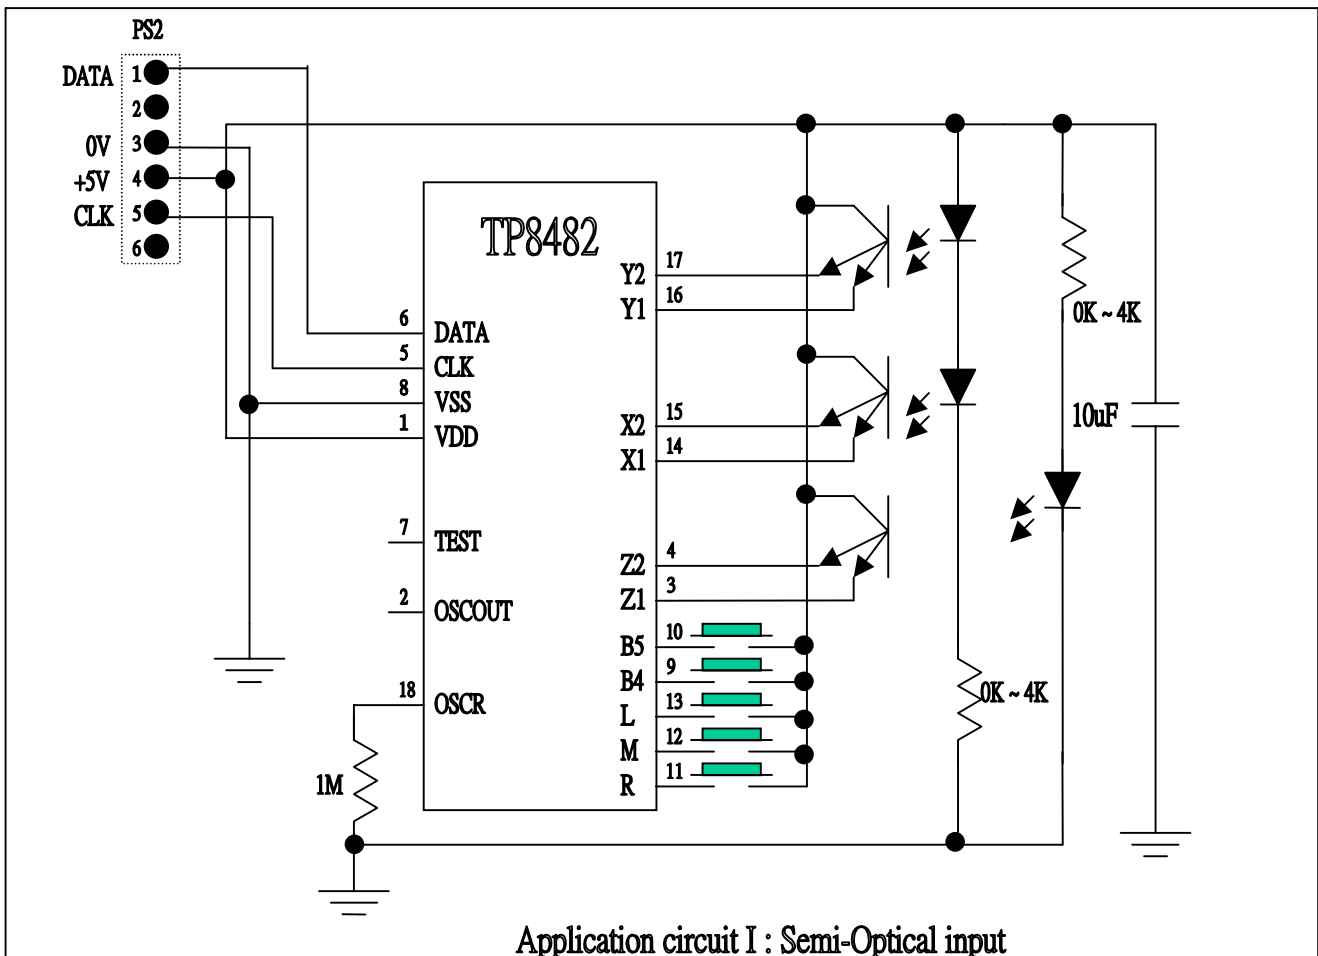 PS2
DATA 1
2
0V 3
+5V 4
CLK 5
6
TP8482
6 DATA
5 CLK
8 VSS
1 VDD
7 TEST
2 OSCOUT
18 OSCR
1M
Y2 17
Y1 16
X2 15
X1 14
Z2 4
Z1 3
B5 10
B4 9
L 13
M 12
R 11
0K ~ 4K
10uF
0K ~ 4K
Application circuit I : Semi-Optical input